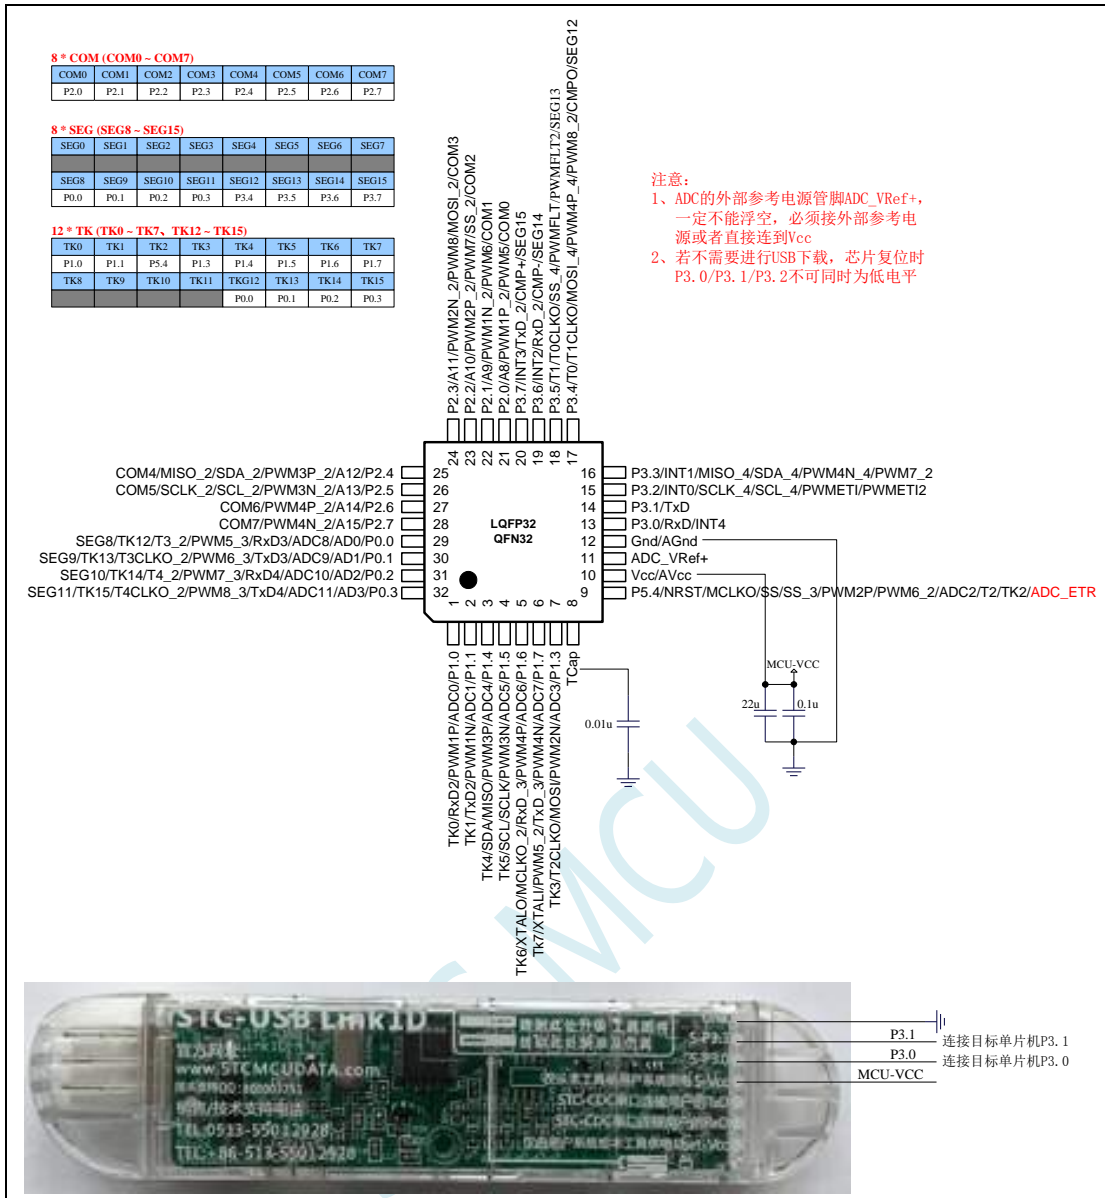 8 * COM (COM0 ~ COM7)
COM0 COM1 COM2 COM3 COM4 COM5 COM6 COM7
P2.0 P2.1 P2.2 P2.3 P2.4 P2.5 P2.6 P2.7
8 * SEG (SEG8 ~ SEG15)
SEG0 SEG1 SEG2 SEG3 SEG4 SEG5 SEG6 SEG7
SEG8 SEG9 SEG10 SEG11 SEG12 SEG13 SEG14 SEG15
P0.0 P0.1 P0.2 P0.3 P3.4 P3.5 P3.6 P3.7
12 * TK (TK0 ~ TK7、TK12 ~ TK15)
TK0 TK1 TK2 TK3 TK4 TK5 TK6 TK7
P1.0 P1.1 P5.4 P1.3 P1.4 P1.5 P1.6 P1.7
TK8 TK9 TK10 TK11 TKG12 TK13 TK14 TK15
P0.0 P0.1 P0.2 P0.3
注意:
1、ADC的外部参考电源管脚ADC_VRef+,
一定不能浮空，必须接外部参考电
源或者直接连到Vcc
2、若不需要进行USB下载，芯片复位时
P3.0/P3.1/P3.2不可同时为低电平
P2.3/A11/PWM2N_2/PWM8/MOSI_2/COM3
P2.2/A10/PWM2P_2/PWM7/SS_2/COM2
P2.1/A9/PWM1N_2/PWM6/COM1
P2.0/A8/PWM1P_2/PWM5/COM0
P3.7/INT3/TxD_2/CMP+/SEG15
P3.6/INT2/RxD_2/CMP-/SEG14
P3.5/T1/T0CLKO/SS_4/PWMFLT/PWMFLT2/SEG13
P3.4/T0/T1CLKO/MOSI_4/PWM4P_4/PWM8_2/CMPO/SEG12
24 23 22 21 20 19 18 17
COM4/MISO_2/SDA_2/PWM3P_2/A12/P2.4 25
COM5/SCLK_2/SCL_2/PWM3N_2/A13/P2.5 26
COM6/PWM4P_2/A14/P2.6 27
COM7/PWM4N_2/A15/P2.7 28
SEG8/TK12/T3_2/PWM5_3/RxD3/ADC8/AD0/P0.0 29
SEG9/TK13/T3CLKO_2/PWM6_3/TxD3/ADC9/AD1/P0.1 30
SEG10/TK14/T4_2/PWM7_3/RxD4/ADC10/AD2/P0.2 31
SEG11/TK15/T4CLKO_2/PWM8_3/TxD4/ADC11/AD3/P0.3 32
LQFP32
QFN32
16 P3.3/INT1/MISO_4/SDA_4/PWM4N_4/PWM7_2
15 P3.2/INT0/SCLK_4/SCL_4/PWMETI/PWMETI2
14 P3.1/TxD
13 P3.0/RxD/INT4
12 Gnd/AGnd
11 ADC_VRef+
10 Vcc/AVcc
9 P5.4/NRST/MCLKO/SS/SS_3/PWM2P/PWM6_2/ADC2/T2/TK2/ADC_ETR
1 2 3 4 5 6 7 8
TK0/RxD2/PWM1P/ADC0/P1.0
TK1/TxD2/PWM1N/ADC1/P1.1
TK4/SDA/MISO/PWM3P/ADC4/P1.4
TK5/SCL/SCLK/PWM3N/ADC5/P1.5
TK6/XTALO/MCLKO_2/RxD_3/PWM4P/ADC6/P1.6
Tk7/XTALI/PWM5_2/TxD_3/PWM4N/ADC7/P1.7
TK3/T2CLKO/MOSI/PWM2N/ADC3/P1.3
TCap
0.01u
MCU-VCC
22u 0.1u
MCU
STC-USB Link1D
官方网址
www.STCMCUDATA.com
TEL:0513-55012928
TEL:+86-513-55012928
P3.1 连接目标单片机P3.1
P3.0 连接目标单片机P3.0
MCU-VCC